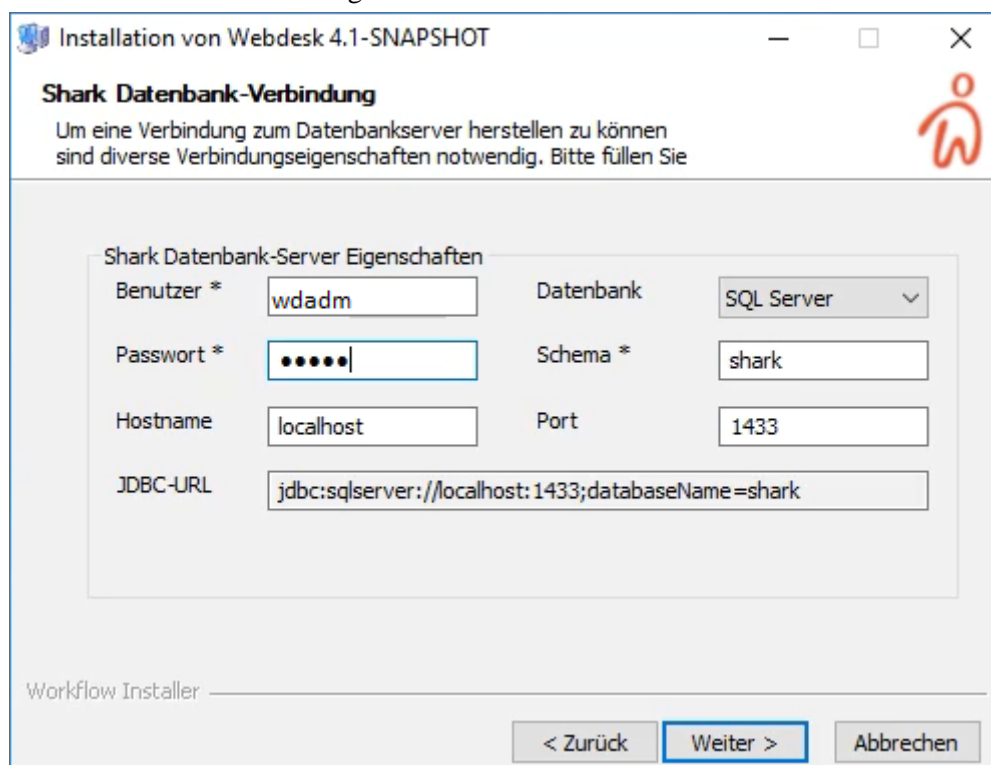 Installation von Webdesk 4.1-SNAPSHOT
Shark Datenbank-Verbindung
Um eine Verbindung zum Datenbankserver herstellen zu können
sind diverse Verbindungseigenschaften notwendig. Bitte füllen Sie
Shark Datenbank-Server Eigenschaften
Benutzer * wdadm Datenbank SQL Server
Passwort * ●●●●● Schema * shark
Hostname localhost Port 1433
JDBC-URL jdbc:sqlserver://localhost:1433;databaseName=shark
Workflow Installer
< Zurück Weiter > Abbrechen